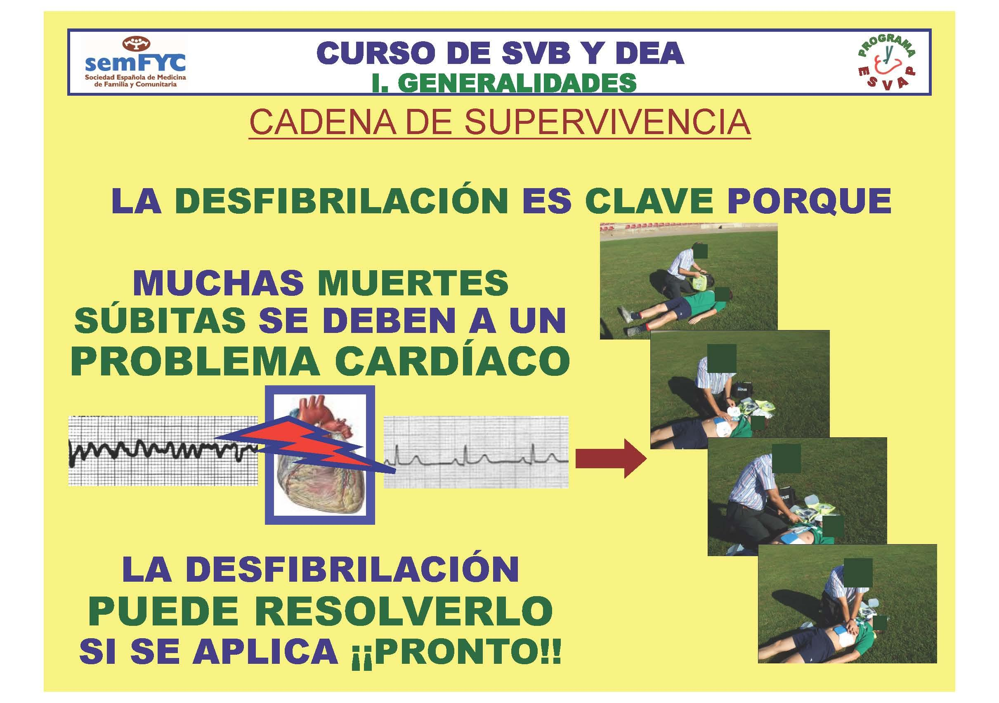 semFYC
Sociedad Española de Medicina
de Familia y Comunitaria
CURSO DE SVB Y DEA
I. GENERALIDADES
PROGRAMA
ESVAP
CADENA DE SUPERVIVENCIA
LA DESFIBRILACIÓN ES CLAVE PORQUE
MUCHAS MUERTES
SÚBITAS SE DEBEN A UN
PROBLEMA CARDÍACO
LA DESFIBRILACIÓN
PUEDE RESOLVERLO
SI SE APLICA ¡¡PRONTO!!